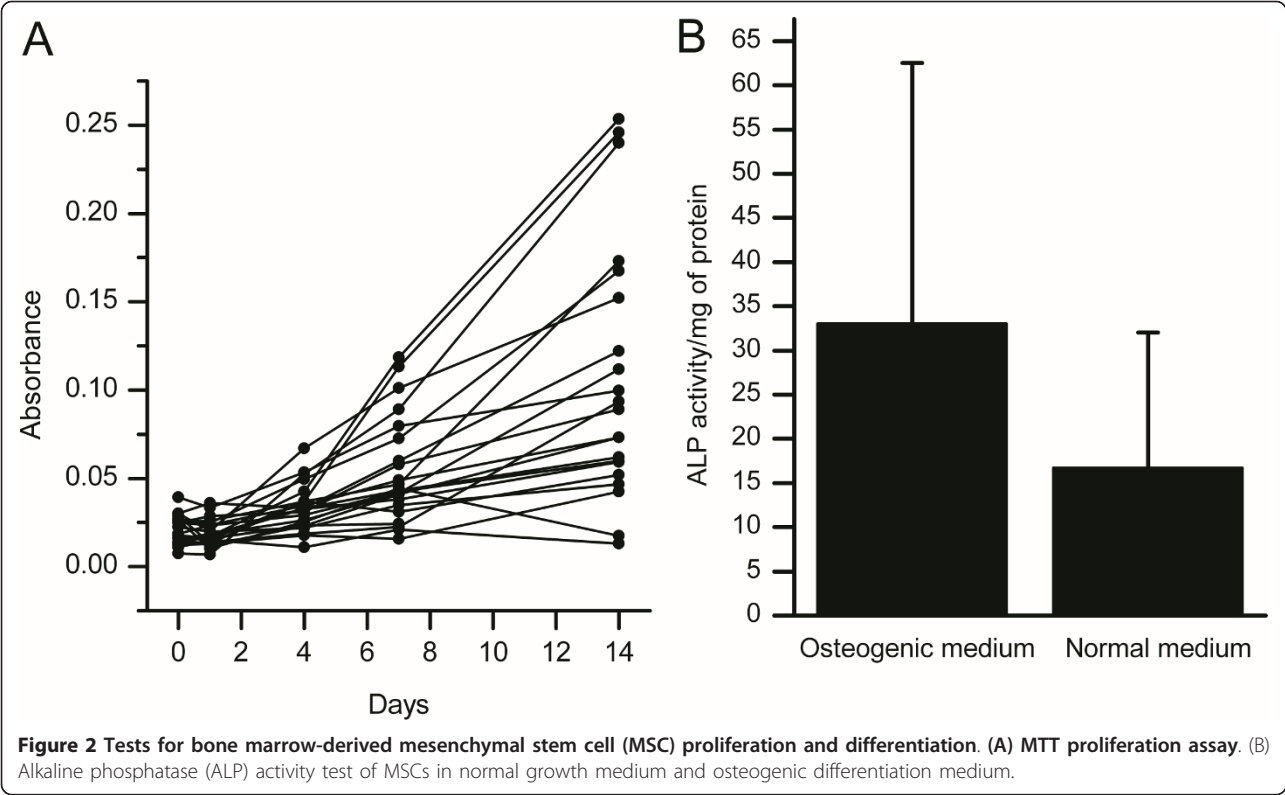 A
0.25
0.20
0.15
0.10
0.05
0.00
Absorbance
0 2 4 6 8 10 12 14
Days
B
65
60
55
50
45
40
35
30
25
20
15
10
5
0
ALP activity/mg of protein
Osteogenic medium Normal medium
Figure 2 Tests for bone marrow-derived mesenchymal stem cell (MSC) proliferation and differentiation. (A) MTT proliferation assay. (B)
Alkaline phosphatase (ALP) activity test of MSCs in normal growth medium and osteogenic differentiation medium.